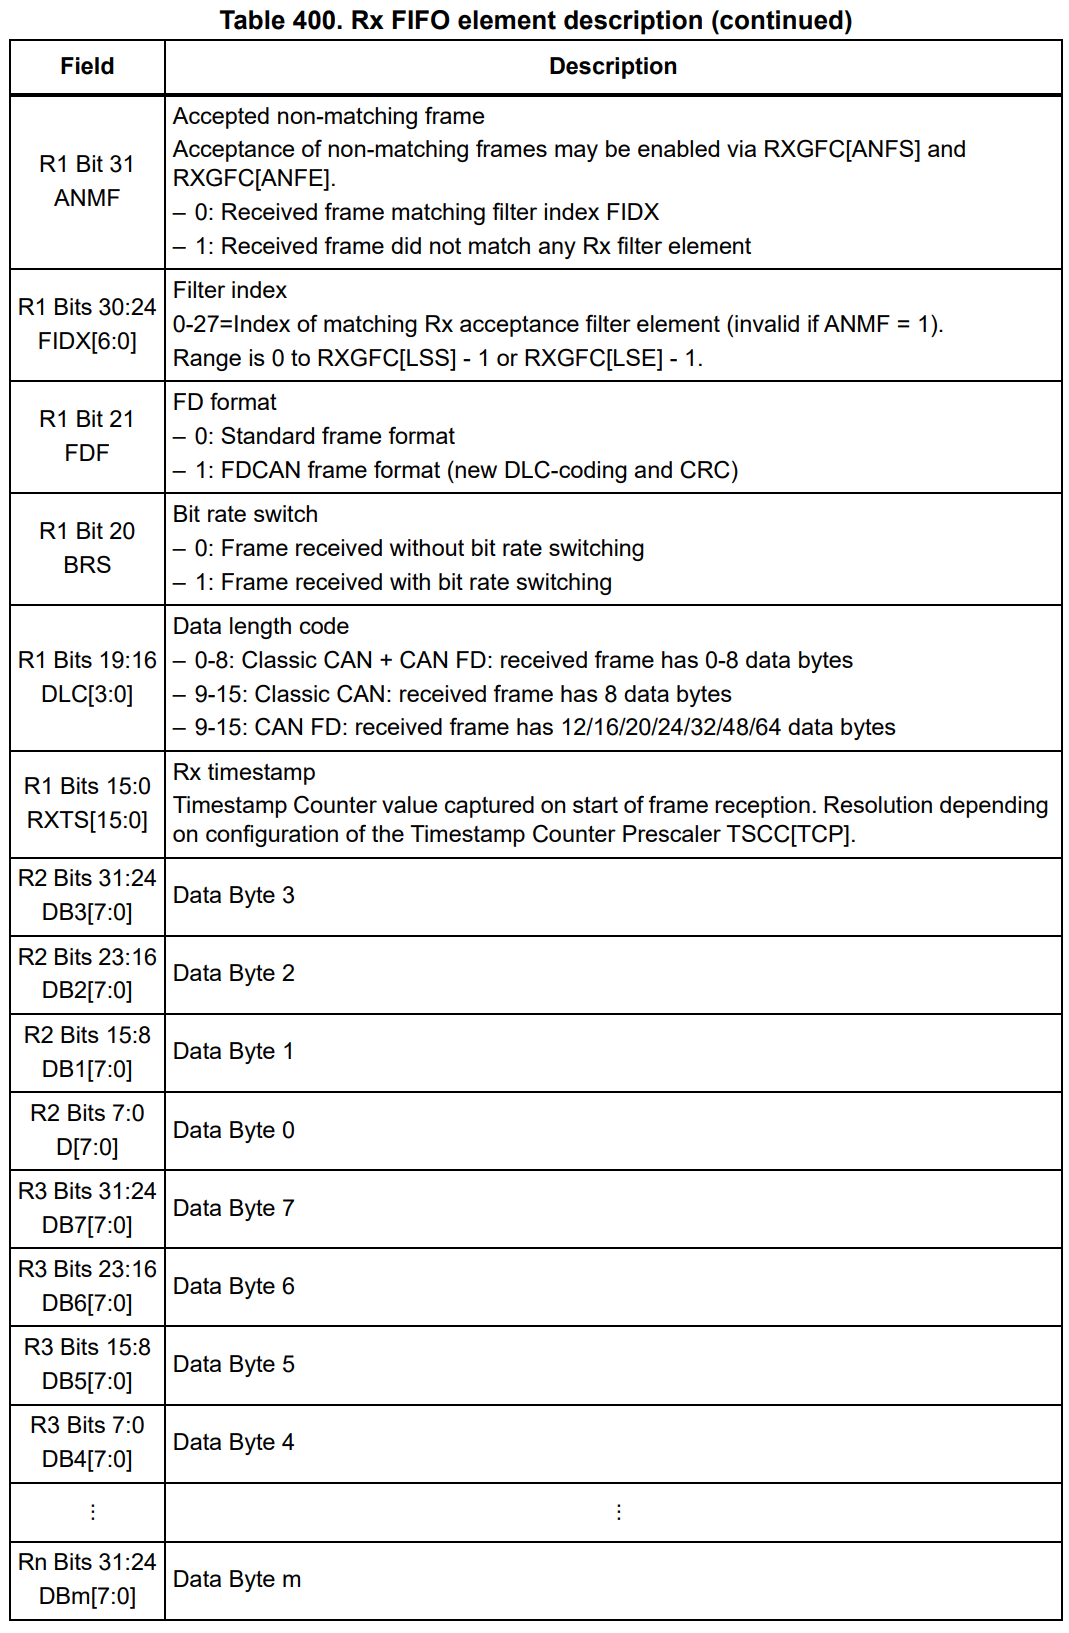 Table 400. Rx FIFO element description (continued)
Field
Description
R1 Bit 31
ANMF
Accepted non-matching frame
Acceptance of non-matching frames may be enabled via RXGFC[ANFS] and
RXGFC[ANFE].
– 0: Received frame matching filter index FIDX
– 1: Received frame did not match any Rx filter element
R1 Bits 30:24
FIDX[6:0]
Filter index
0-27=Index of matching Rx acceptance filter element (invalid if ANMF = 1).
Range is 0 to RXGFC[LSS] - 1 or RXGFC[LSE] - 1.
R1 Bit 21
FDF
FD format
– 0: Standard frame format
– 1: FDCAN frame format (new DLC-coding and CRC)
R1 Bit 20
BRS
Bit rate switch
– 0: Frame received without bit rate switching
– 1: Frame received with bit rate switching
R1 Bits 19:16
DLC[3:0]
Data length code
– 0-8: Classic CAN + CAN FD: received frame has 0-8 data bytes
– 9-15: Classic CAN: received frame has 8 data bytes
– 9-15: CAN FD: received frame has 12/16/20/24/32/48/64 data bytes
R1 Bits 15:0
RXTS[15:0]
Rx timestamp
Timestamp Counter value captured on start of frame reception. Resolution depending
on configuration of the Timestamp Counter Prescaler TSCC[TCP].
R2 Bits 31:24
DB3[7:0]
Data Byte 3
R2 Bits 23:16
DB2[7:0]
Data Byte 2
R2 Bits 15:8
DB1[7:0]
Data Byte 1
R2 Bits 7:0
D[7:0]
Data Byte 0
R3 Bits 31:24
DB7[7:0]
Data Byte 7
R3 Bits 23:16
DB6[7:0]
Data Byte 6
R3 Bits 15:8
DB5[7:0]
Data Byte 5
R3 Bits 7:0
DB4[7:0]
Data Byte 4
⋮
⋮
Rn Bits 31:24
DBm[7:0]
Data Byte m